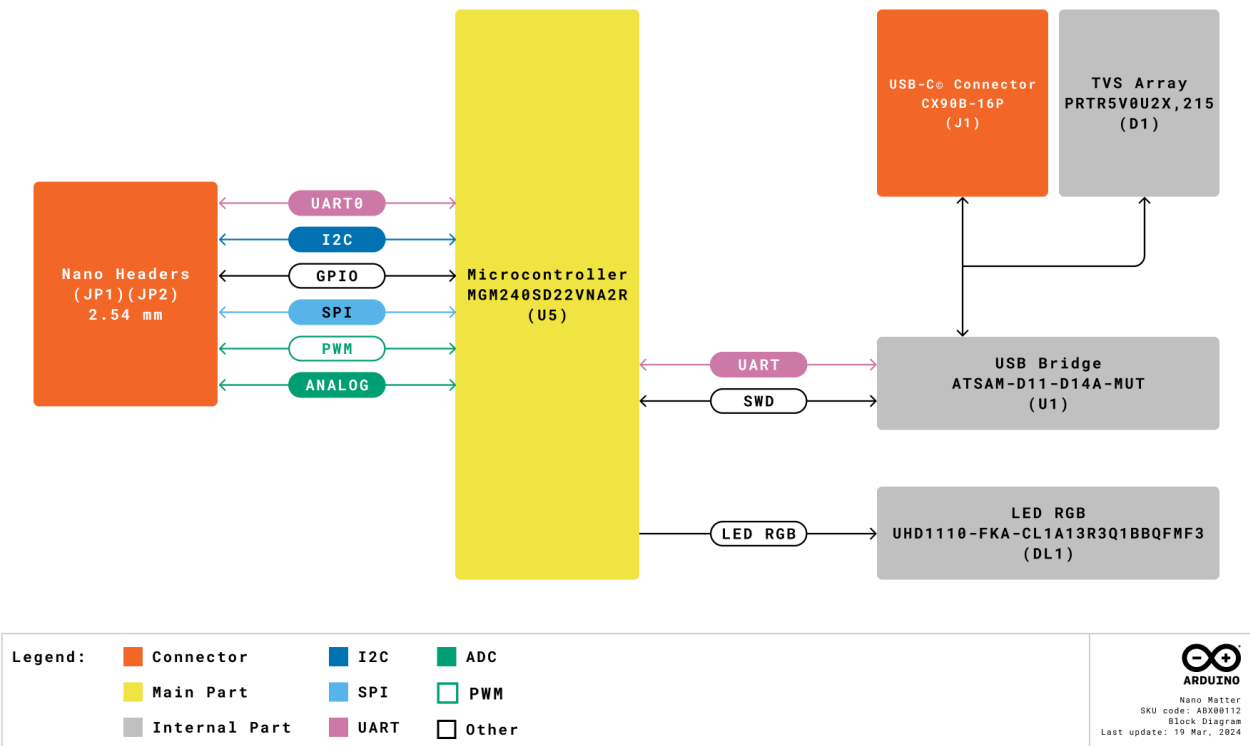 USB-C© Connector
CX90B-16P
(J1)
TVS Array
PRTR5V0U2X,215
(D1)
Nano Headers
(JP1)(JP2)
2.54 mm
UART0
I2C
GPIO
SPI
PWM
ANALOG
Microcontroller
MGM240SD22VNA2R
(U5)
UART
SWD
LED RGB
USB Bridge
ATSAM-D11-D14A-MUT
(U1)
LED RGB
UHD1110-FKA-CL1A13R3Q1BBQFMF3
(DL1)
Legend:
Connector
Main Part
Internal Part
I2C
SPI
UART
ADC
PWM
Other
ARDUINO
Nano Matter
SKU code: ABX00112
Block Diagram
Last update: 19 Mar, 2024